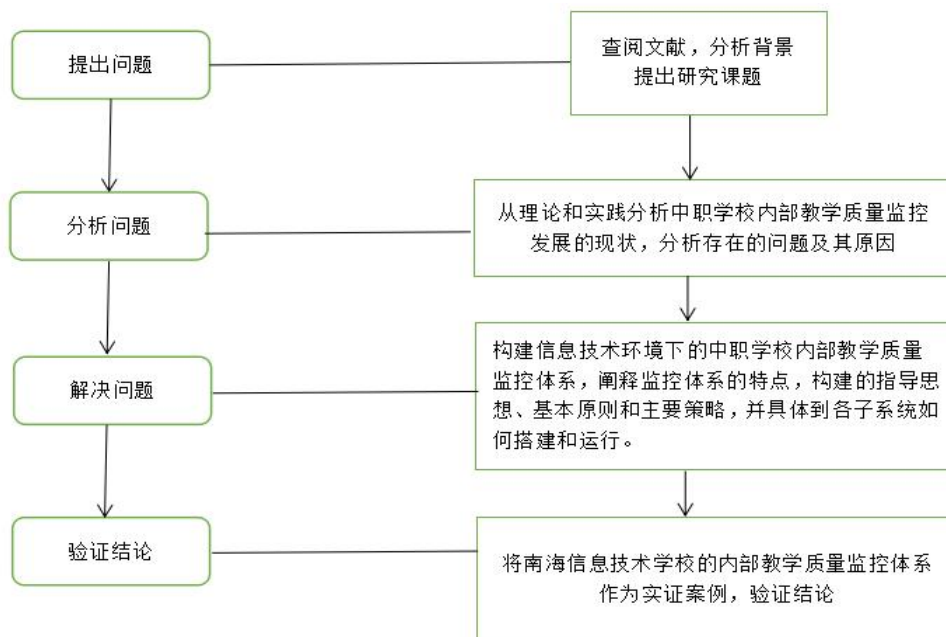 提出问题
查阅文献，分析背景
提出研究课题
分析问题
从理论和实践分析中职学校内部教学质量监控
发展的现状，分析存在的问题及其原因
解决问题
构建信息技术环境下的中职学校内部教学质量
监控体系，阐释监控体系的特点，构建的指导思
想、基本原则和主要策略，并具体到各子系统如
何搭建和运行。
验证结论
将南海信息技术学校的内部教学质量监控体系
作为实证案例，验证结论